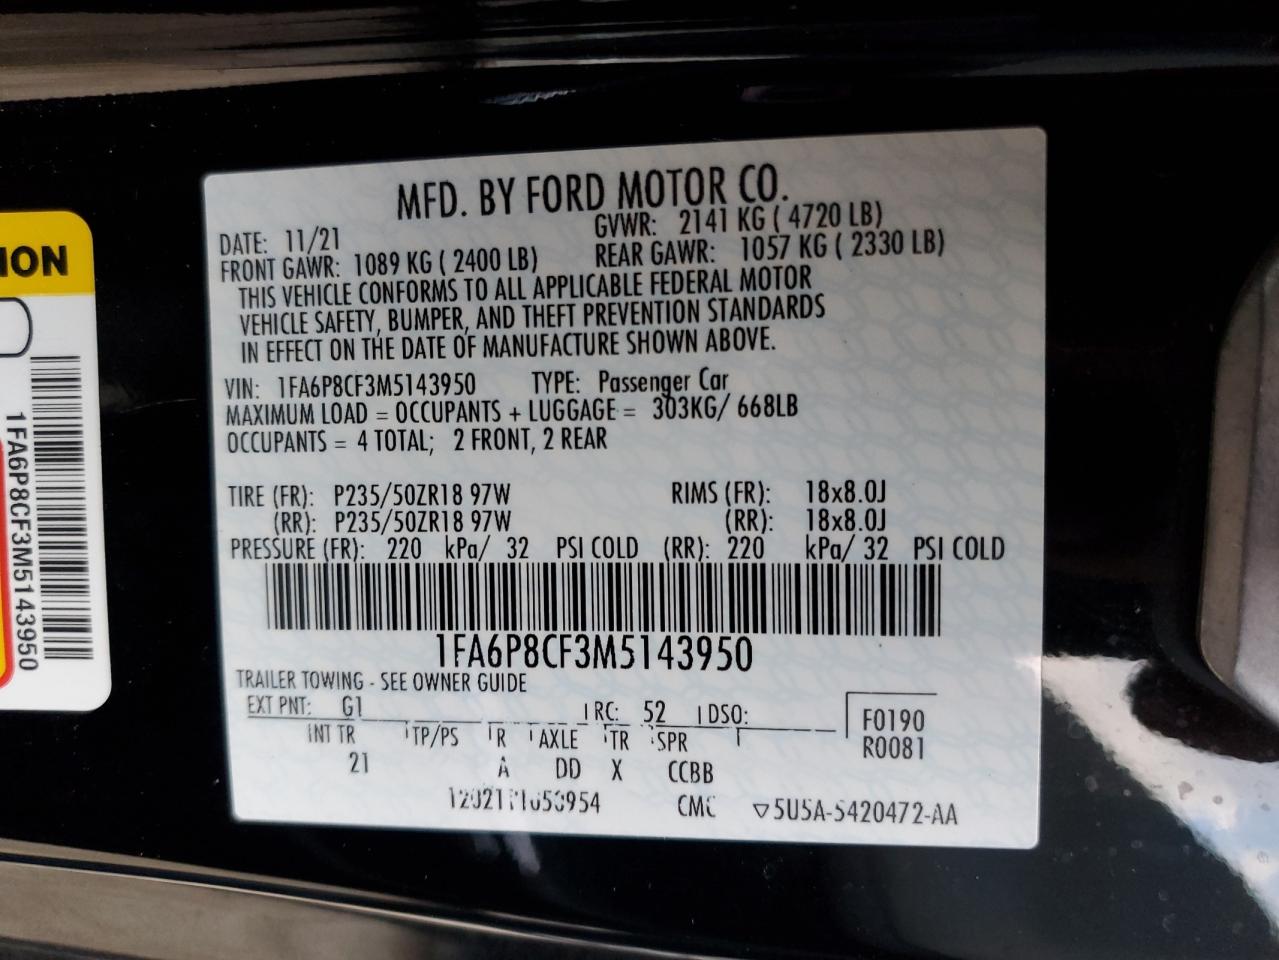 MFD. BY FORD MOTOR CO.
DATE: 11/21 GVWR: 2141 KG ( 4720 LB)
FRONT GAWR: 1089 KG ( 2400 LB) REAR GAWR: 1057 KG ( 2330 LB)
THIS VEHICLE CONFORMS TO ALL APPLICABLE FEDERAL MOTOR
VEHICLE SAFETY, BUMPER, AND THEFT PREVENTION STANDARDS
IN EFFECT ON THE DATE OF MANUFACTURE SHOWN ABOVE.
VIN: 1FA6P8CF3M5143950 TYPE: Passenger Car
MAXIMUM LOAD = OCCUPANTS + LUGGAGE = 303KG/ 668LB
OCCUPANTS = 4 TOTAL; 2 FRONT, 2 REAR
TIRE (FR): P235/50ZR18 97W RIMS (FR): 18x8.0J
(RR): P235/50ZR18 97W (RR): 18x8.0J
PRESSURE (FR): 220 kPa/ 32 PSI COLD (RR): 220 kPa/ 32 PSI COLD
1FA6P8CF3M5143950
TRAILER TOWING - SEE OWNER GUIDE
EXT PNT: G1 RC: 52 DSO: F0190
INT TR TP/PS R AXLE TR SPR R0081
21 A DD X CCBB
CMC ▽5U5A-5420472-AA
ION
1FA6P8CF3M5143950